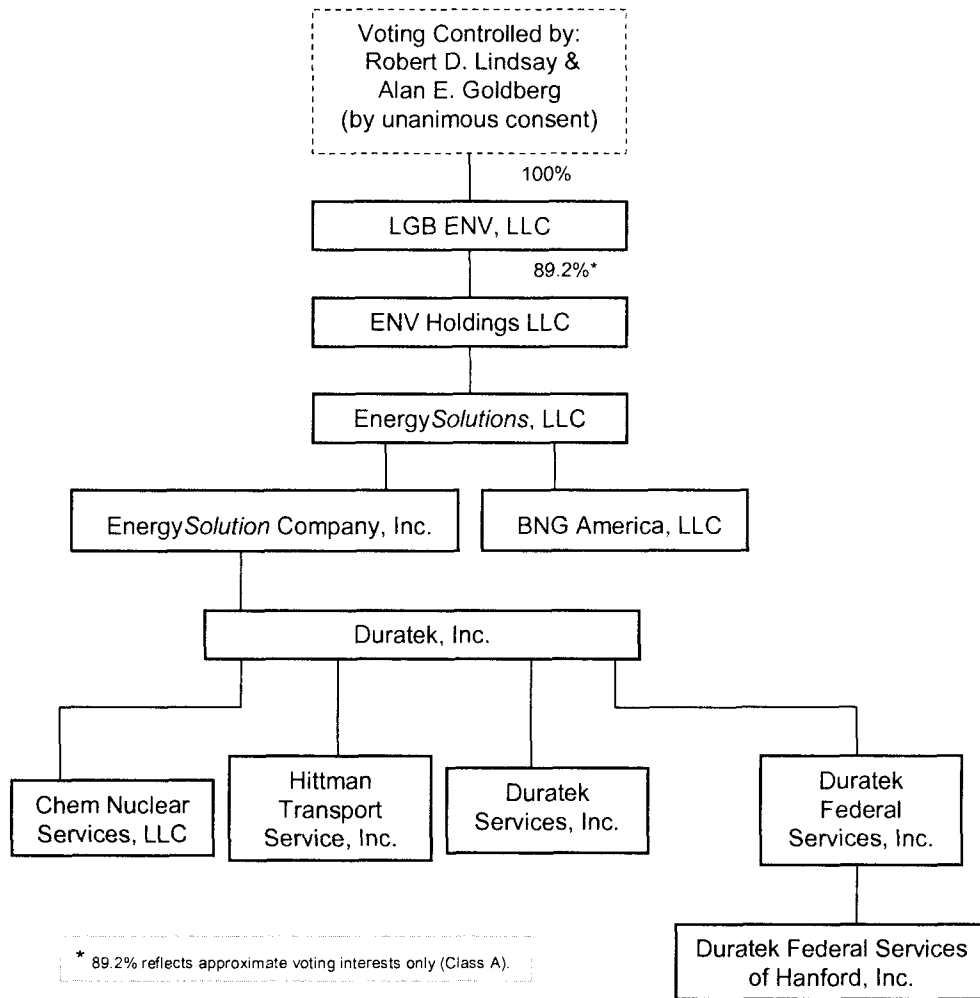 Voting Controlled by:
Robert D. Lindsay &
Alan E. Goldberg
(by unanimous consent)
100%
LGB ENV, LLC
89.2%*
ENV Holdings LLC
EnergySolutions, LLC
EnergySolution Company, Inc.
BNG America, LLC
Duratek, Inc.
Chem Nuclear
Services, LLC
Hittman
Transport
Service, Inc.
Duratek
Services, Inc.
Duratek
Federal
Services, Inc.
Duratek Federal Services
of Hanford, Inc.
* 89.2% reflects approximate voting interests only (Class A).